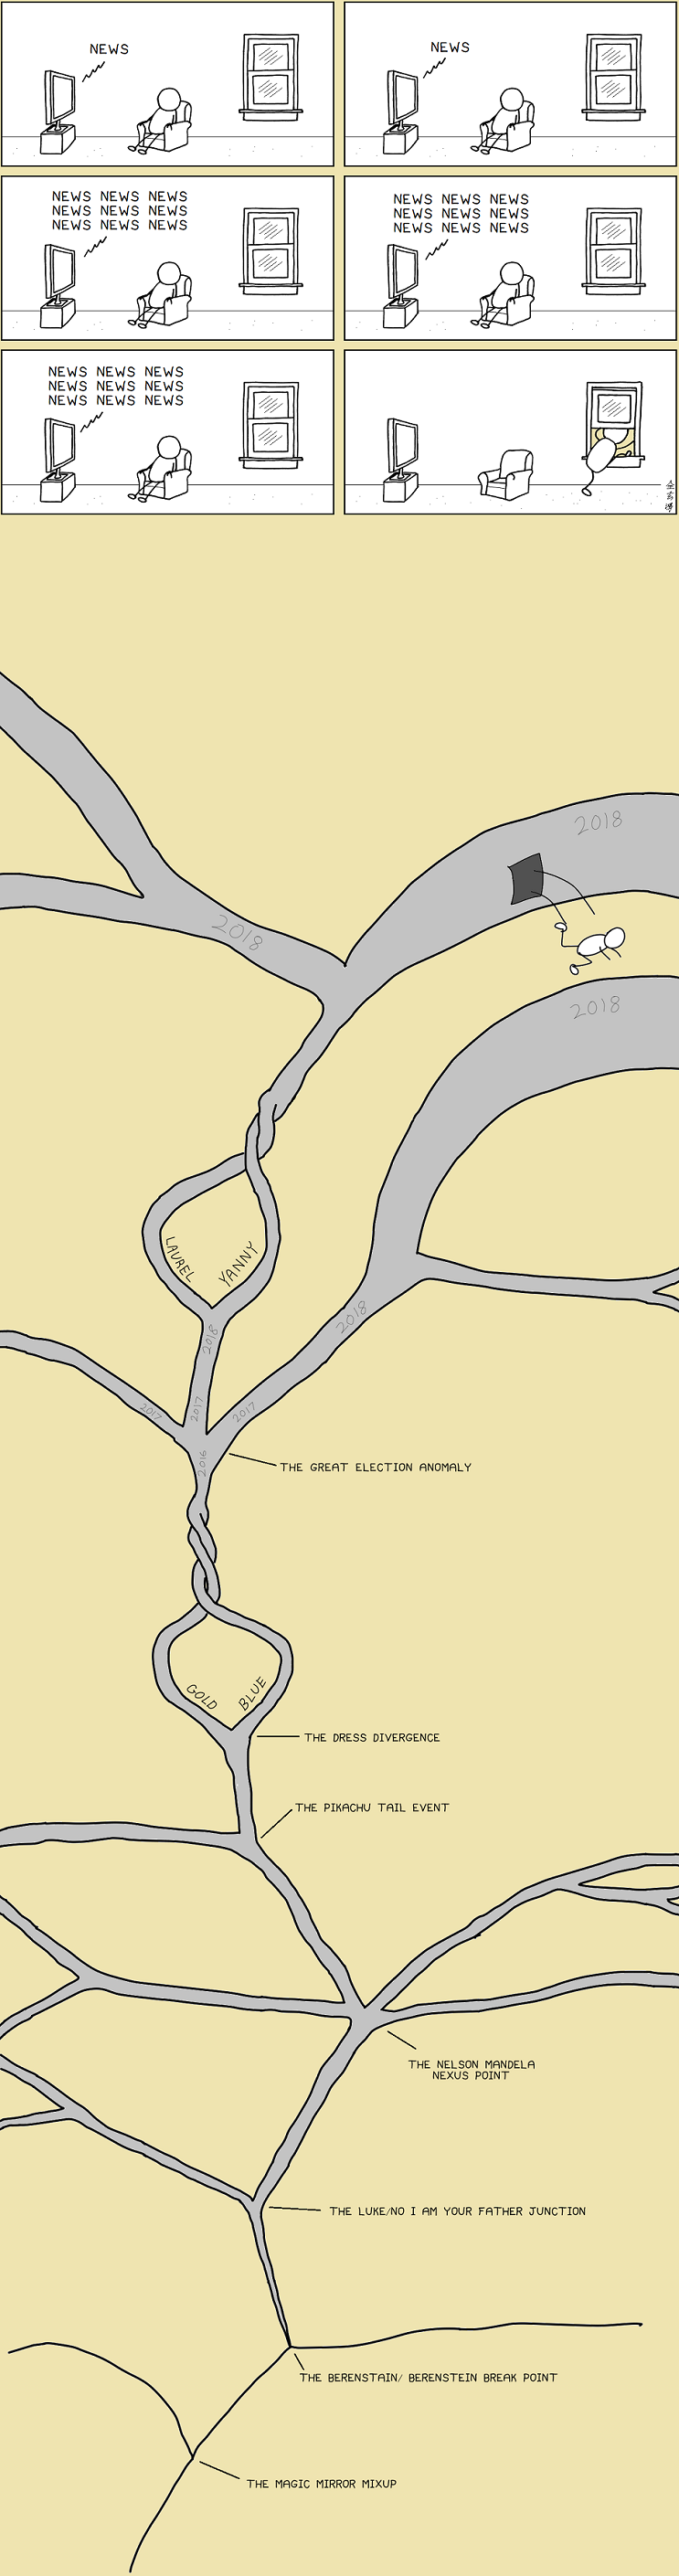 NEWS
NEWS
NEWS NEWS NEWS
NEWS NEWS NEWS
NEWS NEWS NEWS
NEWS NEWS NEWS
NEWS NEWS NEWS
NEWS NEWS NEWS
NEWS NEWS NEWS
NEWS NEWS NEWS
NEWS NEWS NEWS
2018
2018
2018
LAUREL
YANNY
2018
2018
2017
2017
2017
2016
THE GREAT ELECTION ANOMALY
GOLD
BLUE
THE DRESS DIVERGENCE
THE PIKACHU TAIL EVENT
THE NELSON MANDELA
NEXUS POINT
THE LUKE/NO I AM YOUR FATHER JUNCTION
THE BERENSTAIN/ BERENSTEIN BREAK POINT
THE MAGIC MIRROR MIXUP